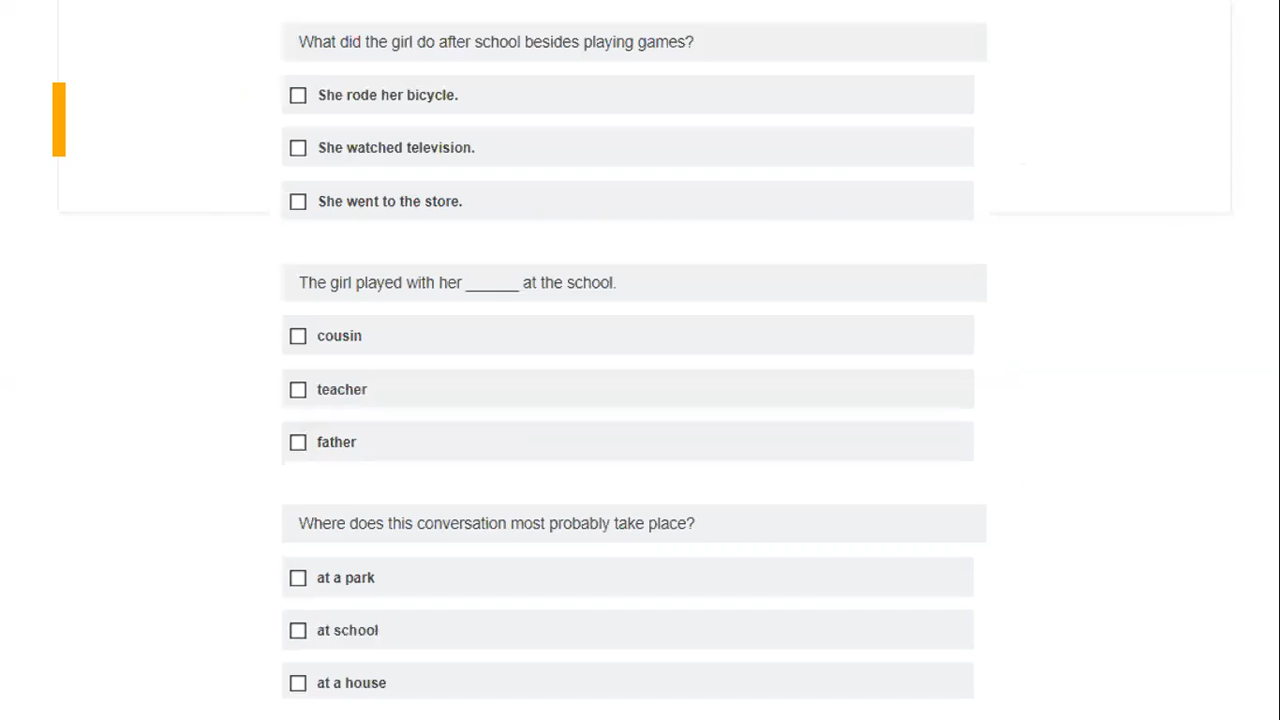 What did the girl do after school besides playing games?
She rode her bicycle.
She watched television.
She went to the store.
The girl played with her ______ at the school.
cousin
teacher
father
Where does this conversation most probably take place?
at a park
at school
at a house